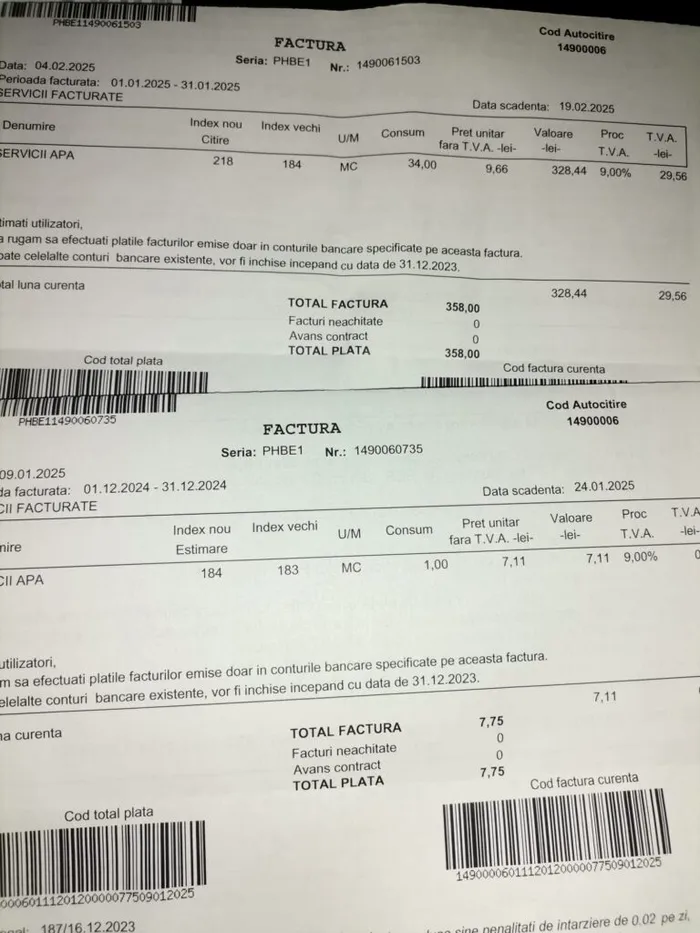 PHBE11490061503
Cod Autocitire
FACTURA
14900006
Seria: PHBE1 Nr.: 1490061503
Data: 04.02.2025
Perioada facturata: 01.01.2025 - 31.01.2025
SERVICII FACTURATE
Data scadenta: 19.02.2025
Denumire Index nou Index vechi U/M Consum Pret unitar Valoare Proc T.V.A.
Citire fara T.V.A. -lei- -lei- T.V.A. -lei-
SERVICII APA 218 184 MC 34,00 9,66 328,44 9,00% 29,56
timati utilizatori,
a rugam sa efectuati platile facturilor emise doar in conturile bancare specificate pe aceasta factura.
oate celelalte conturi bancare existente, vor fi inchise incepand cu data de 31.12.2023.
tal luna curenta 328,44 29,56
TOTAL FACTURA 358,00
Facturi neachitate 0
Avans contract 0
TOTAL PLATA 358,00
Cod total plata Cod factura curenta
PHBE11490060735
Cod Autocitire
FACTURA
14900006
Seria: PHBE1 Nr.: 1490060735
09.01.2025
da facturata: 01.12.2024 - 31.12.2024
CII FACTURATE
Data scadenta: 24.01.2025
mire Index nou Index vechi U/M Consum Pret unitar Valoare Proc T.V.A
Estimare fara T.V.A. -lei- -lei- T.V.A. -lei-
CII APA 184 183 MC 1,00 7,11 7,11 9,00% 0
utilizatori,
m sa efectuati platile facturilor emise doar in conturile bancare specificate pe aceasta factura.
elelalte conturi bancare existente, vor fi inchise incepand cu data de 31.12.2023.
na curenta 7,11
TOTAL FACTURA 7,75
Facturi neachitate 0
Avans contract 0
TOTAL PLATA 7,75
Cod total plata Cod factura curenta
00006011120120000077509012025
14900006011120120000077509012025
187/16.12.2023
sine penalitati de intarziere de 0.02 pe zi,